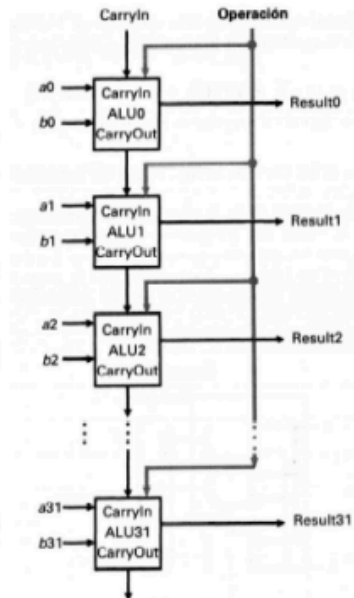 CarryIn Operación
a0 CarryIn
ALU0 Result0
b0 CarryOut
a1 CarryIn
ALU1 Result1
b1 CarryOut
a2 CarryIn
ALU2 Result2
b2 CarryOut
a31 CarryIn
ALU31 Result31
b31 CarryOut